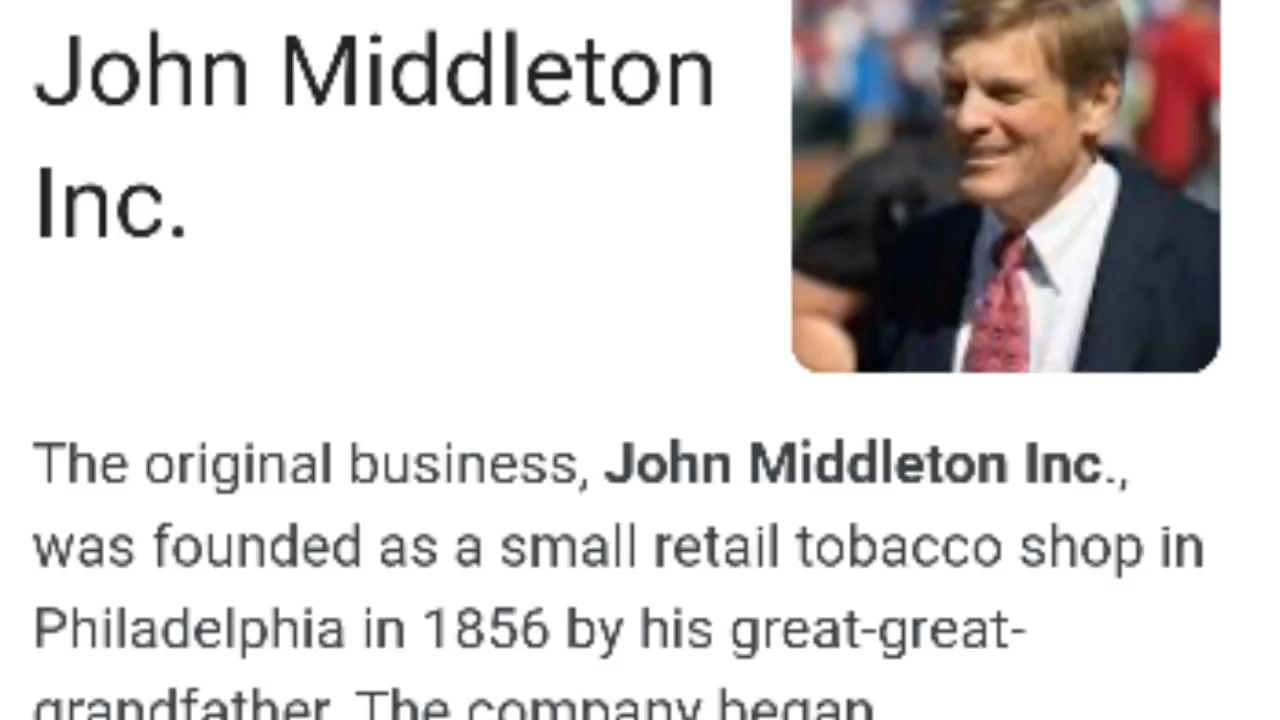 John Middleton
Inc.
The original business, John Middleton Inc.,
was founded as a small retail tobacco shop in
Philadelphia in 1856 by his great-great-
grandfather. The company began